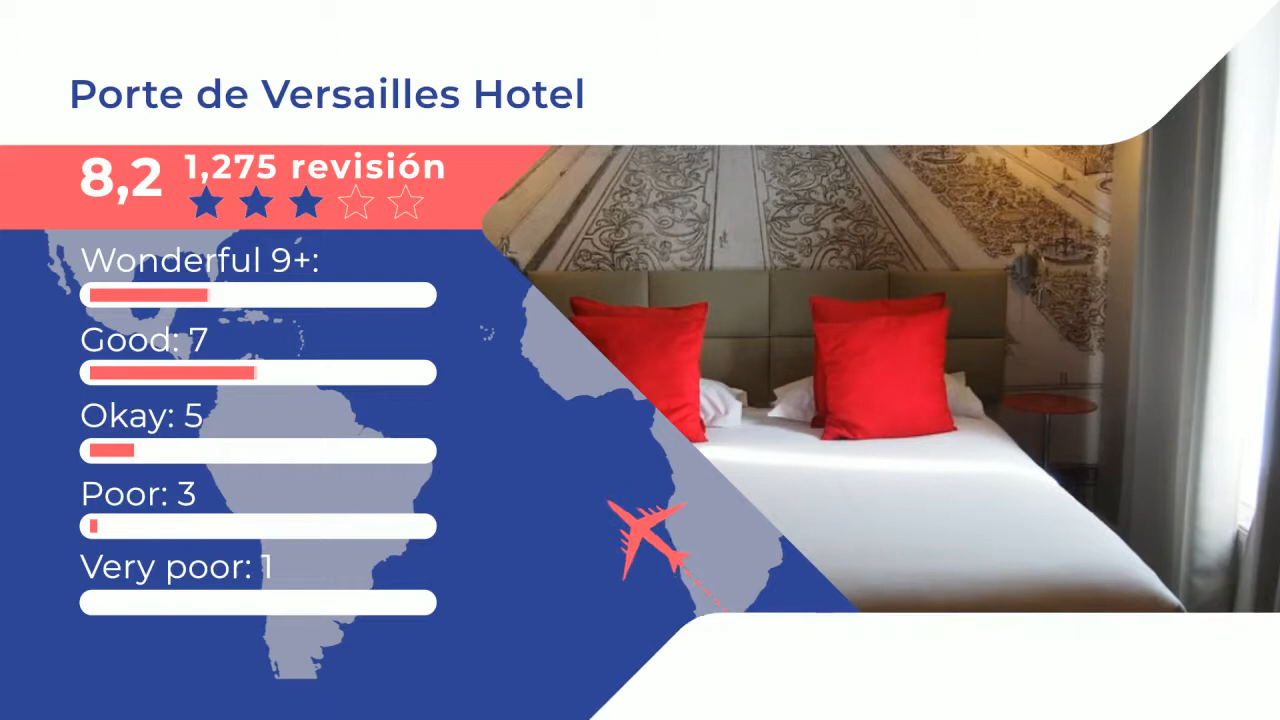 Porte de Versailles Hotel
8,2
1,275 revisión
Wonderful 9+:
Good: 7
Okay: 5
Poor: 3
Very poor: 1